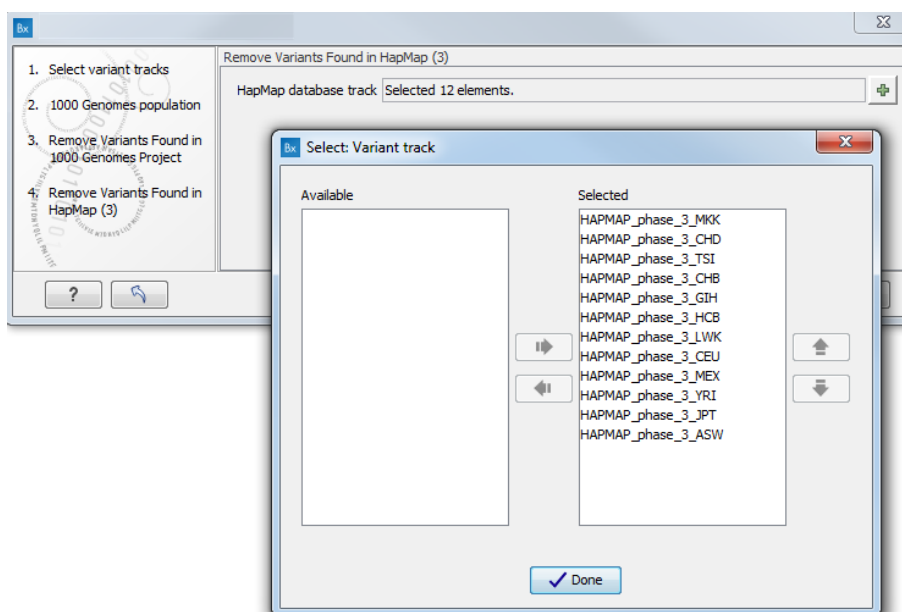 Bx
1. Select variant tracks
2. 1000 Genomes population
3. Remove Variants Found in
1000 Genomes Project
4. Remove Variants Found in
HapMap (3)
?
Remove Variants Found in HapMap (3)
HapMap database track Selected 12 elements.
Bx Select: Variant track
Available
Selected
HAPMAP_phase_3_MKK
HAPMAP_phase_3_CHD
HAPMAP_phase_3_TSI
HAPMAP_phase_3_CHB
HAPMAP_phase_3_GIH
HAPMAP_phase_3_HCB
HAPMAP_phase_3_LWK
HAPMAP_phase_3_CEU
HAPMAP_phase_3_MEX
HAPMAP_phase_3_YRI
HAPMAP_phase_3_JPT
HAPMAP_phase_3_ASW
Done